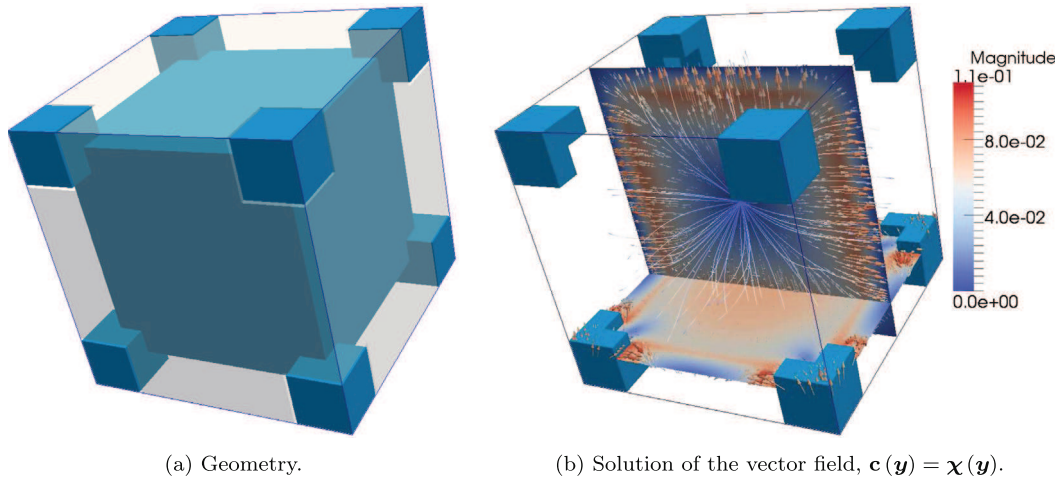 Magnitude
1.1e-01
8.0e-02
4.0e-02
0.0e+00
(a) Geometry.
(b) Solution of the vector field, c (y) = χ (y).